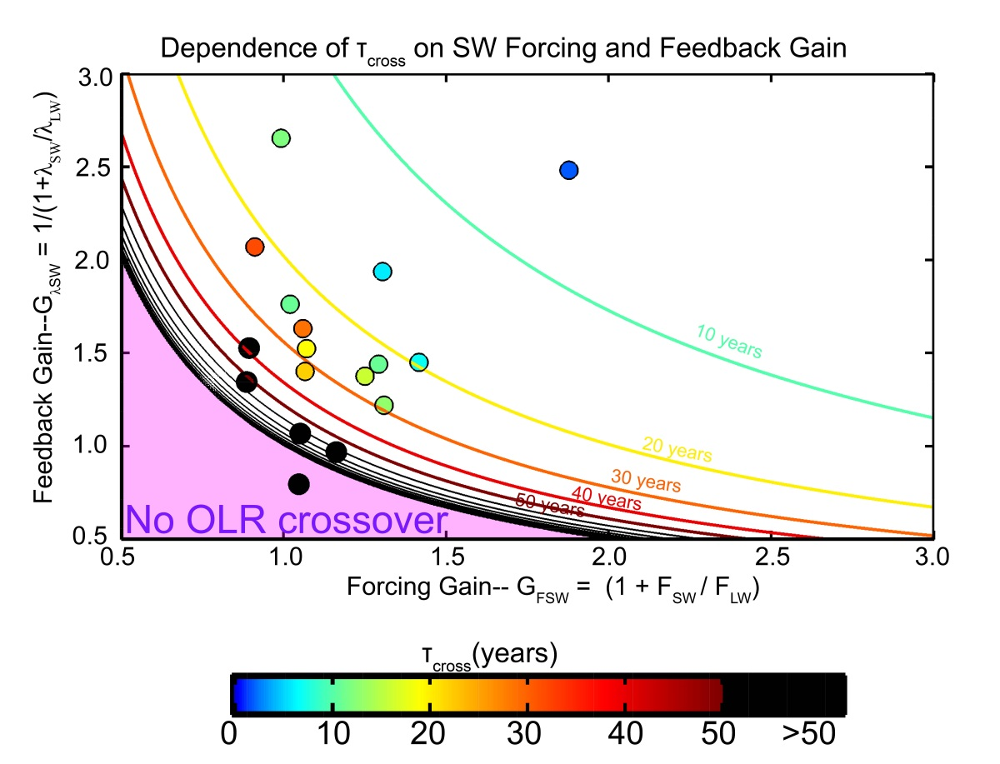 Dependence of τcross on SW Forcing and Feedback Gain
Feedback Gain--GλSW = 1/(1+λSW/λLW)
3.0
2.5
2.0
1.5
1.0
0.5
10 years
20 years
30 years
40 years
50 years
No OLR crossover
0.5 1.0 1.5 2.0 2.5 3.0
Forcing Gain-- GFSW = (1 + FSW / FLW)
τcross(years)
0 10 20 30 40 50 >50